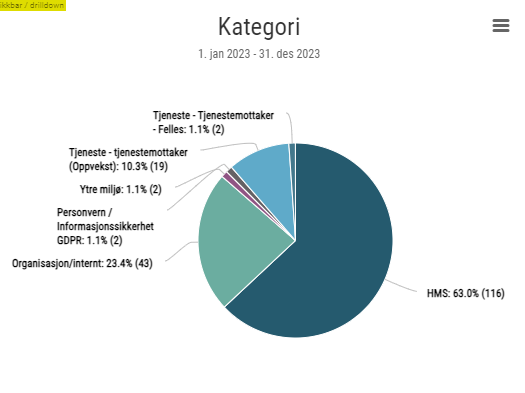 ikkbar / drilldown
Kategori
1. jan 2023 - 31. des 2023
Tjeneste - Tjenestemottaker
- Felles: 1.1% (2)
Tjeneste - tjenestemottaker
(Oppvekst): 10.3% (19)
Ytre miljø: 1.1% (2)
Personvern /
Informasjonssikkerhet
GDPR: 1.1% (2)
Organisasjon/internt: 23.4% (43)
HMS: 63.0% (116)